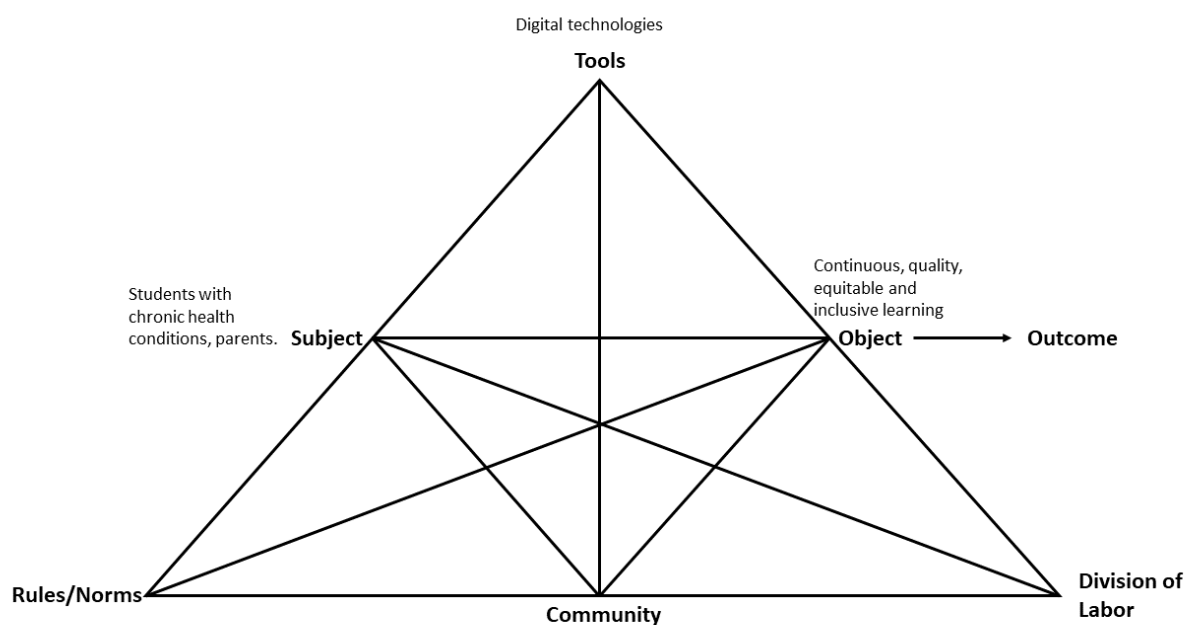 Digital technologies
Tools
Continuous, quality,
equitable and
inclusive learning
Students with
chronic health
conditions, parents.
Subject
Object
Outcome
Rules/Norms
Community
Division of
Labor